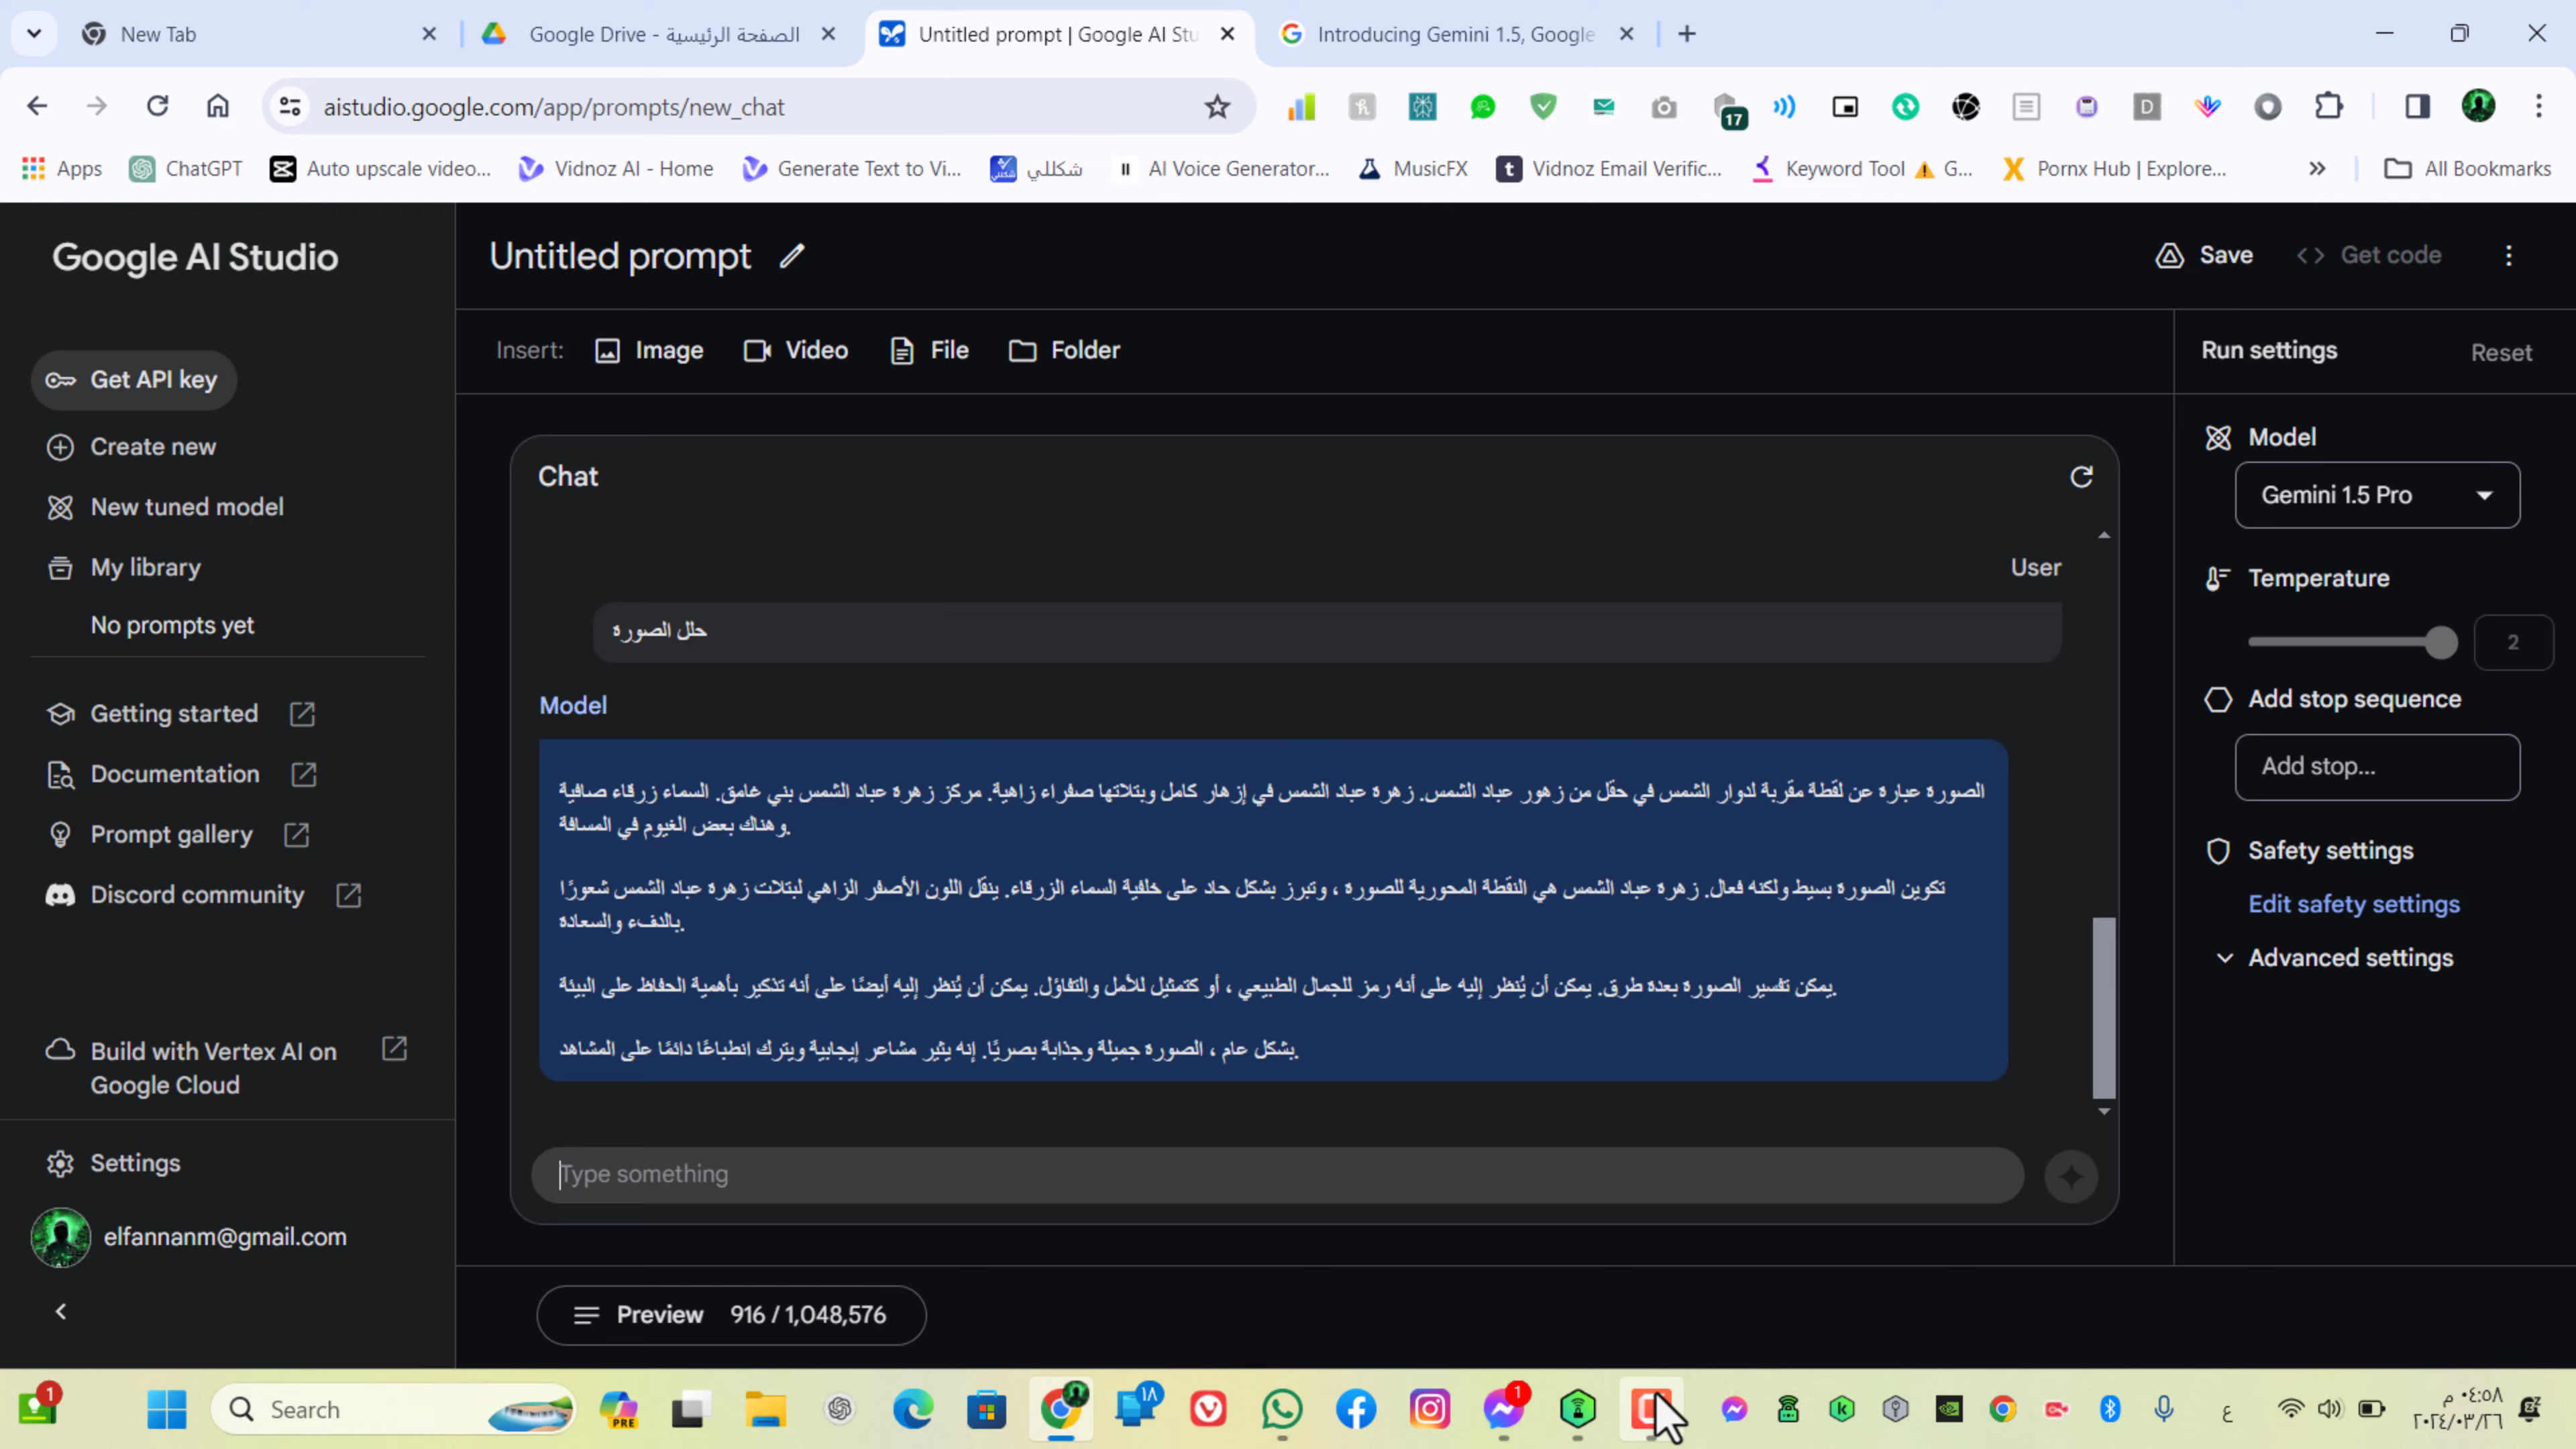 New Tab
Google Drive - الصفحة الرئيسية
Untitled prompt | Google AI Stu
Introducing Gemini 1.5, Google'
aistudio.google.com/app/prompts/new_chat
17
Apps
ChatGPT
Auto upscale video...
Vidnoz AI - Home
Generate Text to Vi...
شكللي
AI Voice Generator...
MusicFX
Vidnoz Email Verific...
Keyword Tool ⚠ G...
Pornx Hub | Explore...
All Bookmarks
Google AI Studio
Untitled prompt
Save
Get code
Get API key
Create new
New tuned model
My library
No prompts yet
Getting started
Documentation
Prompt gallery
Discord community
Build with Vertex AI on
Google Cloud
Settings
elfannanm@gmail.com
Insert:
Image
Video
File
Folder
Chat
User
حلل الصورة
Model
الصورة عبارة عن لقطة مقربة لدوار الشمس في حقل من زهور عباد الشمس. زهرة عباد الشمس في إزهار كامل وبتلاتها صفراء زاهية. مركز زهرة عباد الشمس بني غامق. السماء زرقاء صافية
وهناك بعض الغيوم في المسافة.
تكوين الصورة بسيط ولكنه فعال. زهرة عباد الشمس هي النقطة المحورية للصورة ، وتبرز بشكل حاد على خلفية السماء الزرقاء. ينقل اللون الأصفر الزاهي لبتلات زهرة عباد الشمس شعورًا
بالدفء والسعادة.
يمكن تفسير الصورة بعدة طرق. يمكن أن يُنظر إليه على أنه رمز للجمال الطبيعي ، أو كتمثيل للأمل والتفاؤل. يمكن أن يُنظر إليه أيضًا على أنه تذكير بأهمية الحفاظ على البيئة.
بشكل عام ، الصورة جميلة وجذابة بصريًا. إنه يثير مشاعر إيجابية ويترك انطباعًا دائمًا على المشاهد.
Type something
Preview 916 / 1,048,576
Run settings
Reset
Model
Gemini 1.5 Pro
Temperature
2
Add stop sequence
Add stop...
Safety settings
Edit safety settings
Advanced settings
1
Search
PRE
١٨
1
ع
٠٤:٥٨ م
٢٠٢٤/٠٣/٢٦